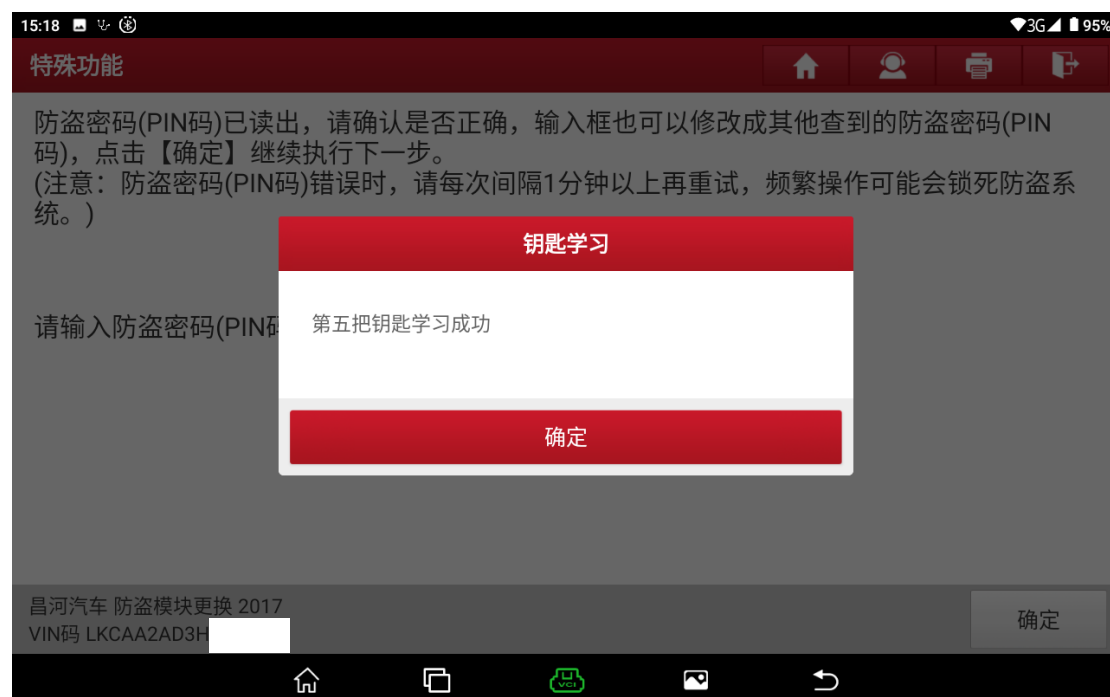 15:18 3G 95%
特殊功能
防盗密码(PIN码)已读出，请确认是否正确，输入框也可以修改成其他查到的防盗密码(PIN
码)，点击【确定】继续执行下一步。
(注意：防盗密码(PIN码)错误时，请每次间隔1分钟以上再重试，频繁操作可能会锁死防盗系
统。)
钥匙学习
请输入防盗密码(PIN码
第五把钥匙学习成功
确定
昌河汽车 防盗模块更换 2017
VIN码 LKCAA2AD3H
确定
VCI